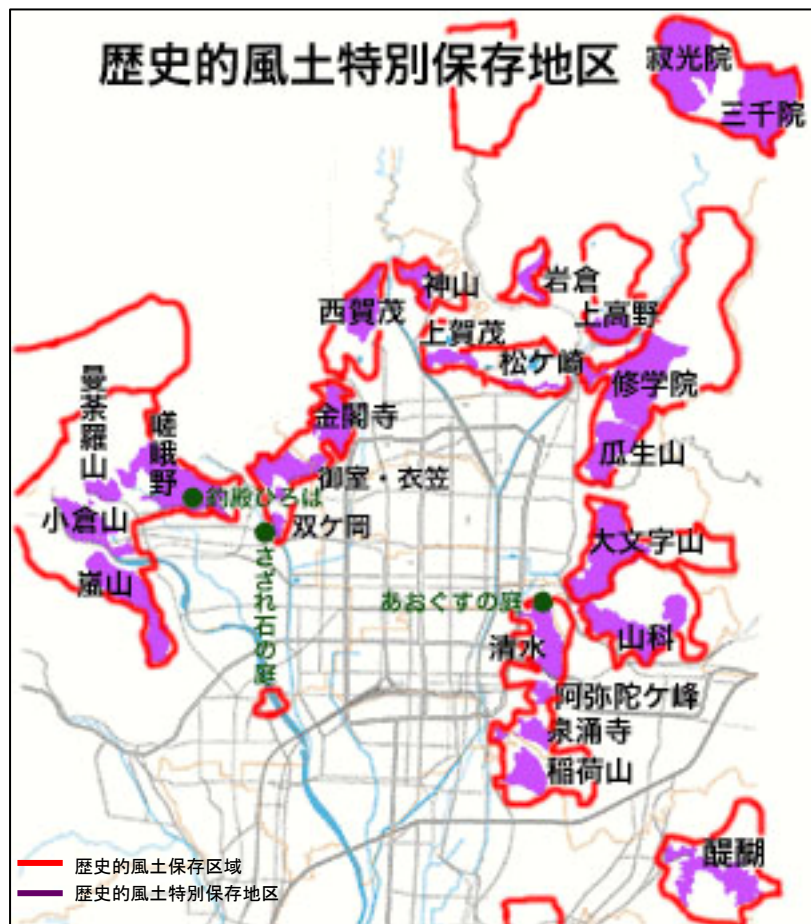 歴史的風土特別保存地区
寂光院
三千院
岩倉
神山
西賀茂
上高野
上賀茂
松ケ崎
修学院
曼荼羅山
嵯峨野
金閣寺
瓜生山
御室・衣笠
釣殿ひろば
小倉山
双ケ岡
大文字山
嵐山
さざれ石の庭
あおぐすの庭
山科
清水
阿弥陀ケ峰
泉涌寺
稲荷山
醍醐
歴史的風土保存区域
歴史的風土特別保存地区